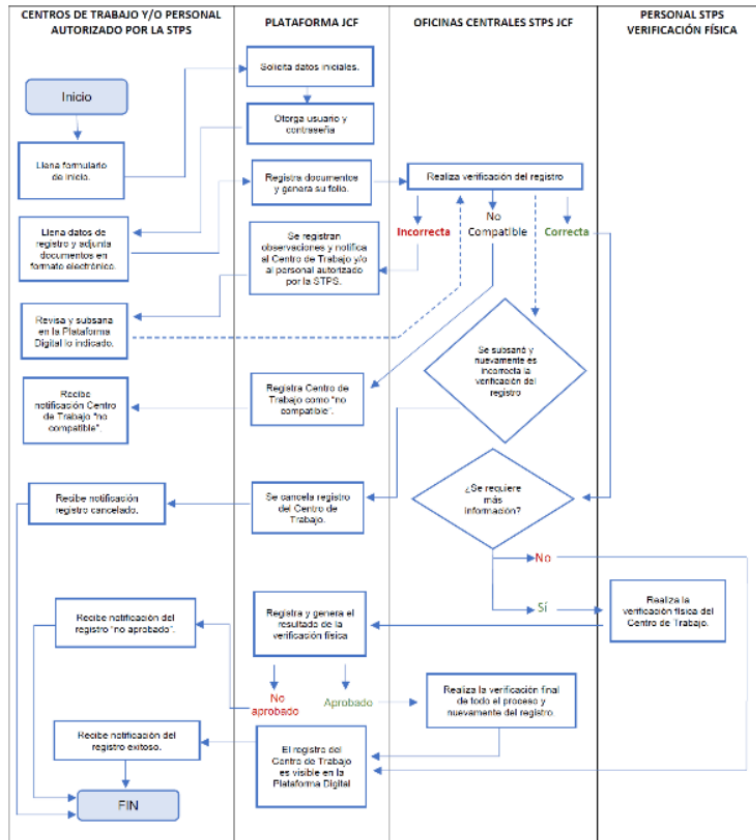 CENTROS DE TRABAJO Y/O PERSONAL
AUTORIZADO POR LA STPS
PLATAFORMA JCF
OFICINAS CENTRALES STPS JCF
PERSONAL STPS
VERIFICACIÓN FÍSICA
Inicio
Solicita datos iniciales.
Otorga usuario y
contraseña
Llena formulario
de inicio.
Registra documentos
y genera su folio.
Realiza verificación del registro
Incorrecta
No
Compatible
Correcta
Llena datos de
registro y adjunta
documentos en
formato electrónico.
Se registran
observaciones y notifica
al Centro de Trabajo y/o
al personal autorizado
por la STPS.
Revisa y subsana
en la Plataforma
Digital lo indicado.
Se subsanó y
nuevamente es
incorrecta la
verificación del
registro
Recibe
notificación Centro
de Trabajo "no
compatible".
Registra Centro de
Trabajo como "no
compatible".
Recibe notificación
registro cancelado.
Se cancela registro
del Centro de
Trabajo.
¿Se requiere
más
información?
No
Sí
Realiza la
verificación física del
Centro de Trabajo.
Recibe notificación del
registro "no aprobado".
Registra y genera el
resultado de la
verificación física
No
aprobado
Aprobado
Realiza la verificación final
de todo el proceso y
nuevamente del registro.
Recibe notificación del
registro exitoso.
El registro del
Centro de Trabajo
es visible en la
Plataforma Digital
FIN